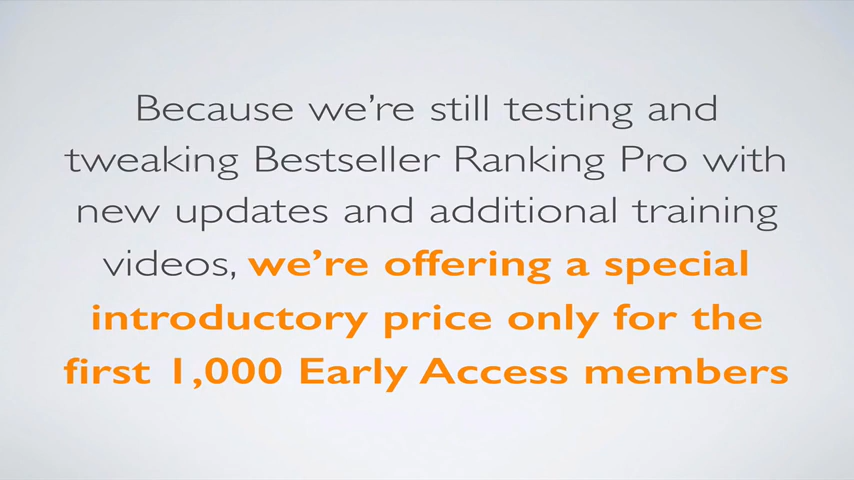 Because we’re still testing and
tweaking Bestseller Ranking Pro with
new updates and additional training
videos, we’re offering a special
introductory price only for the
first 1,000 Early Access members